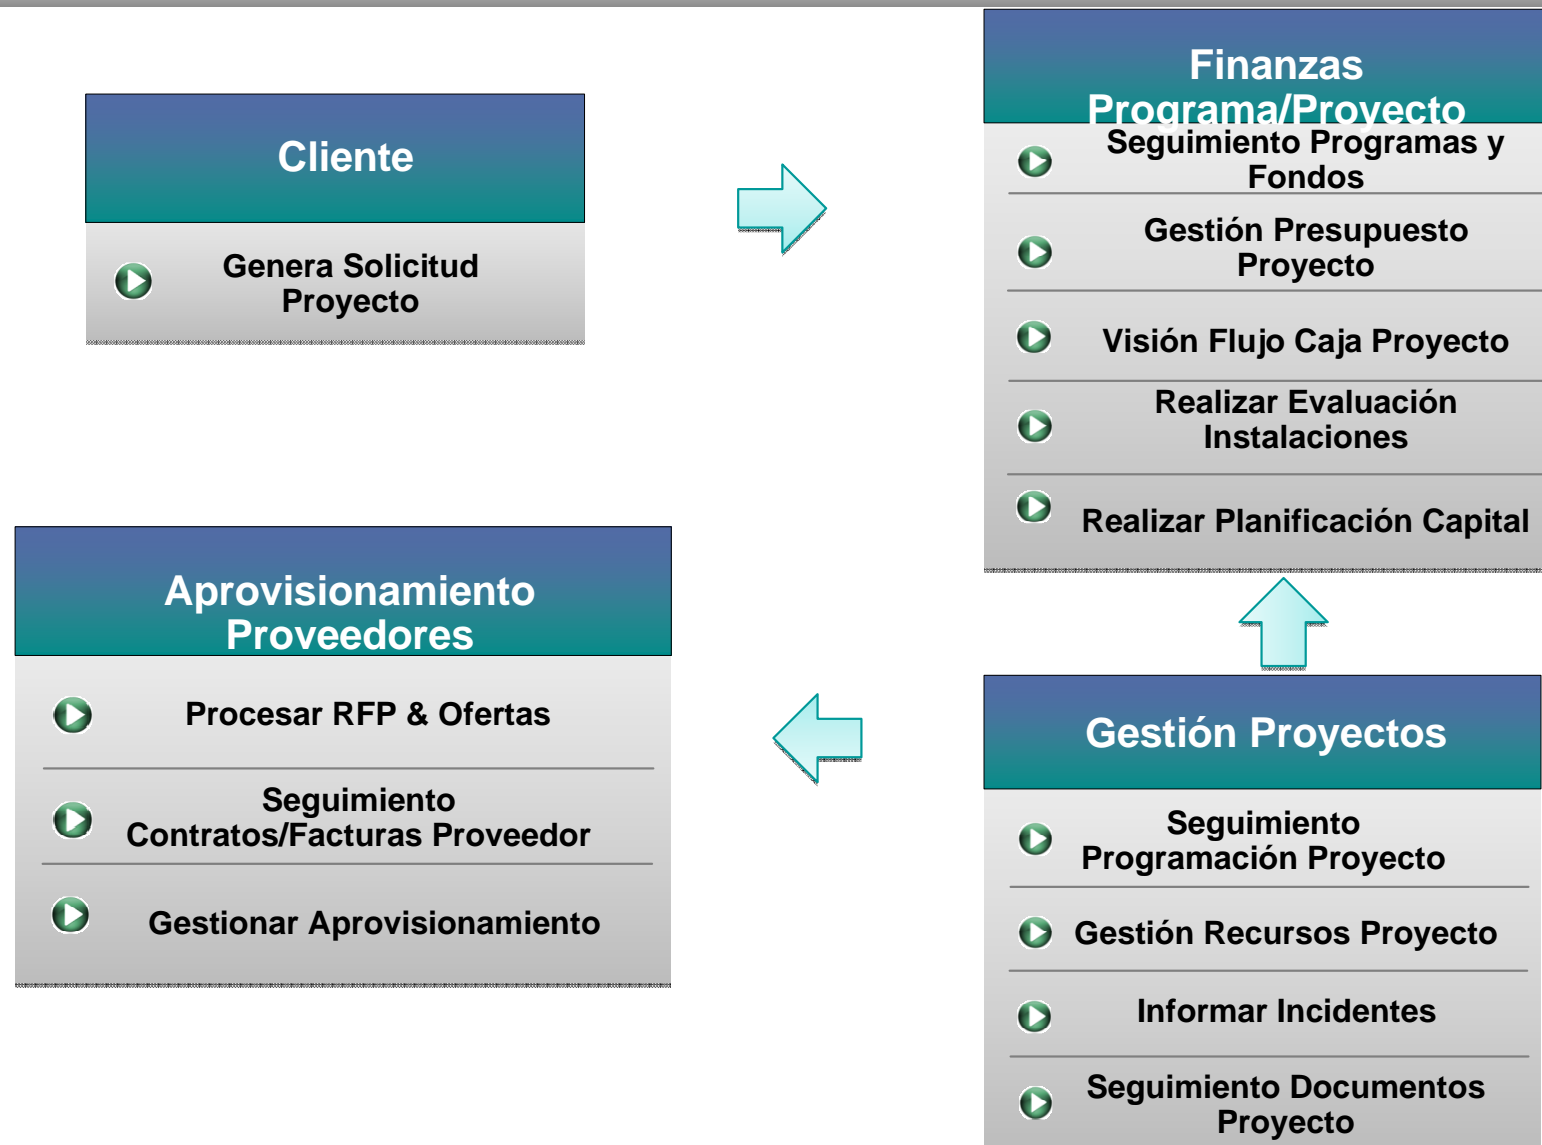 Cliente
Genera Solicitud
Proyecto
Finanzas
Programa/Proyecto
Seguimiento Programas y
Fondos
Gestión Presupuesto
Proyecto
Visión Flujo Caja Proyecto
Realizar Evaluación
Instalaciones
Realizar Planificación Capital
Aprovisionamiento
Proveedores
Procesar RFP & Ofertas
Seguimiento
Contratos/Facturas Proveedor
Gestionar Aprovisionamiento
Gestión Proyectos
Seguimiento
Programación Proyecto
Gestión Recursos Proyecto
Informar Incidentes
Seguimiento Documentos
Proyecto